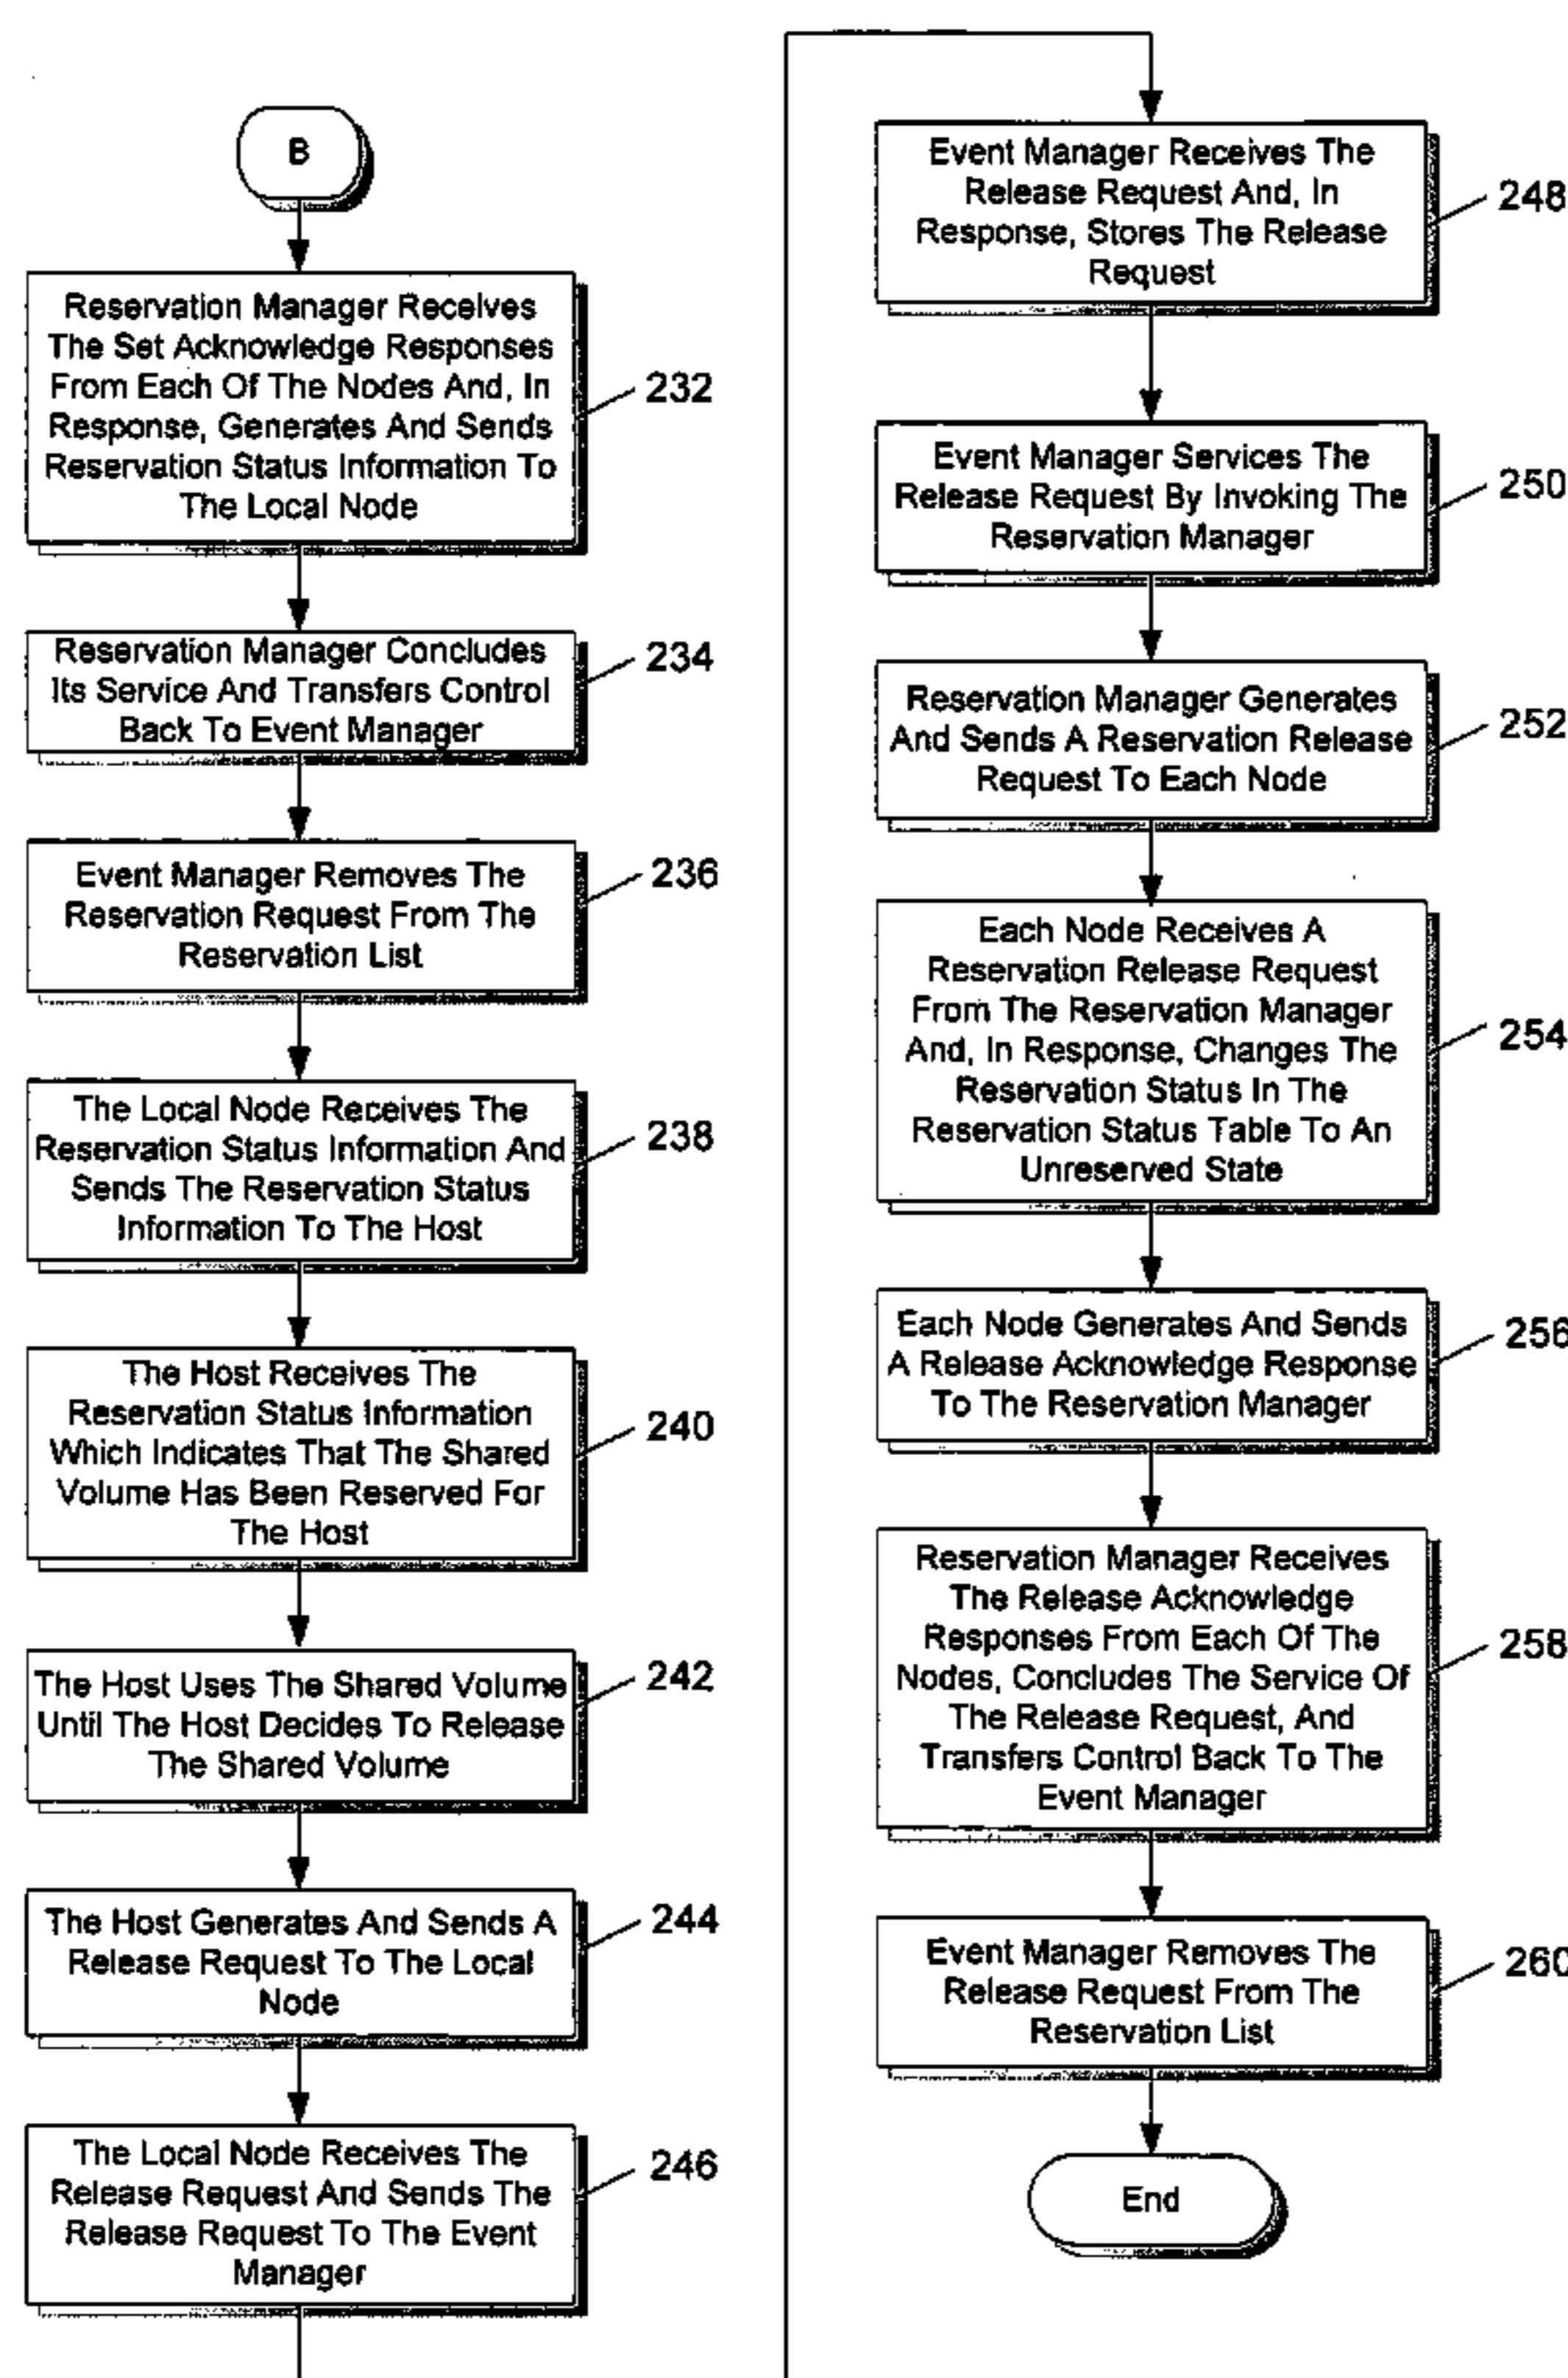 B
Reservation Manager Receives
The Set Acknowledge Responses
From Each Of The Nodes And, In
Response, Generates And Sends
Reservation Status Information To
The Local Node
232
Reservation Manager Concludes
Its Service And Transfers Control
Back To Event Manager
234
Event Manager Removes The
Reservation Request From The
Reservation List
236
The Local Node Receives The
Reservation Status Information And
Sends The Reservation Status
Information To The Host
238
The Host Receives The
Reservation Status Information
Which Indicates That The Shared
Volume Has Been Reserved For
The Host
240
The Host Uses The Shared Volume
Until The Host Decides To Release
The Shared Volume
242
The Host Generates And Sends A
Release Request To The Local
Node
244
The Local Node Receives The
Release Request And Sends The
Release Request To The Event
Manager
246
Event Manager Receives The
Release Request And, In
Response, Stores The Release
Request
248
Event Manager Services The
Release Request By Invoking The
Reservation Manager
250
Reservation Manager Generates
And Sends A Reservation Release
Request To Each Node
252
Each Node Receives A
Reservation Release Request
From The Reservation Manager
And, In Response, Changes The
Reservation Status In The
Reservation Status Table To An
Unreserved State
254
Each Node Generates And Sends
A Release Acknowledge Response
To The Reservation Manager
256
Reservation Manager Receives
The Release Acknowledge
Responses From Each Of The
Nodes, Concludes The Service Of
The Release Request, And
Transfers Control Back To The
Event Manager
258
Event Manager Removes The
Release Request From The
Reservation List
260
End